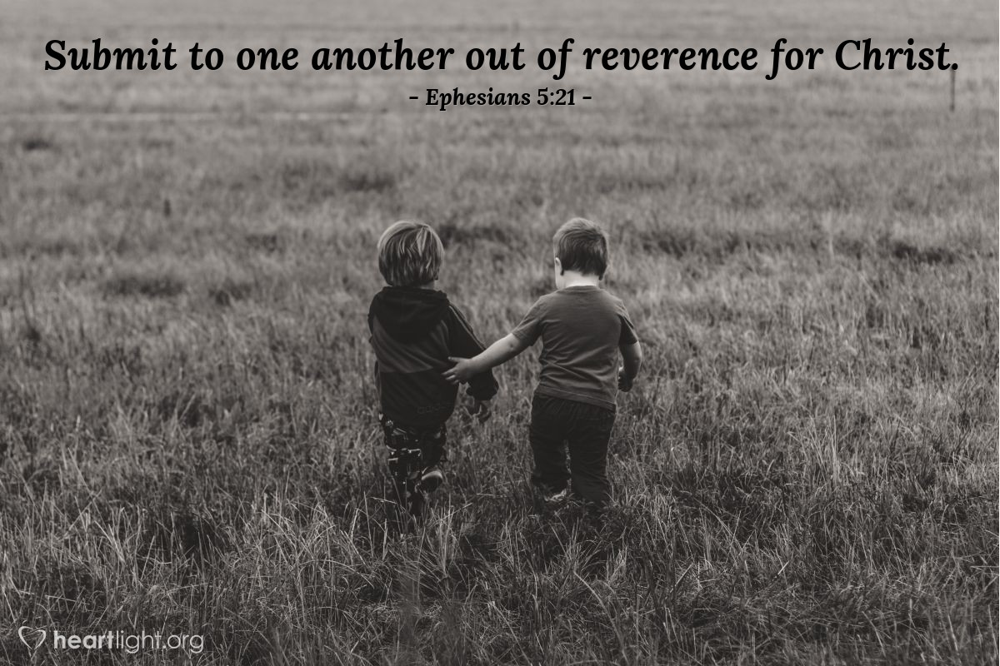 Submit to one another out of reverence for Christ.
- Ephesians 5:21 -
heartlight.org